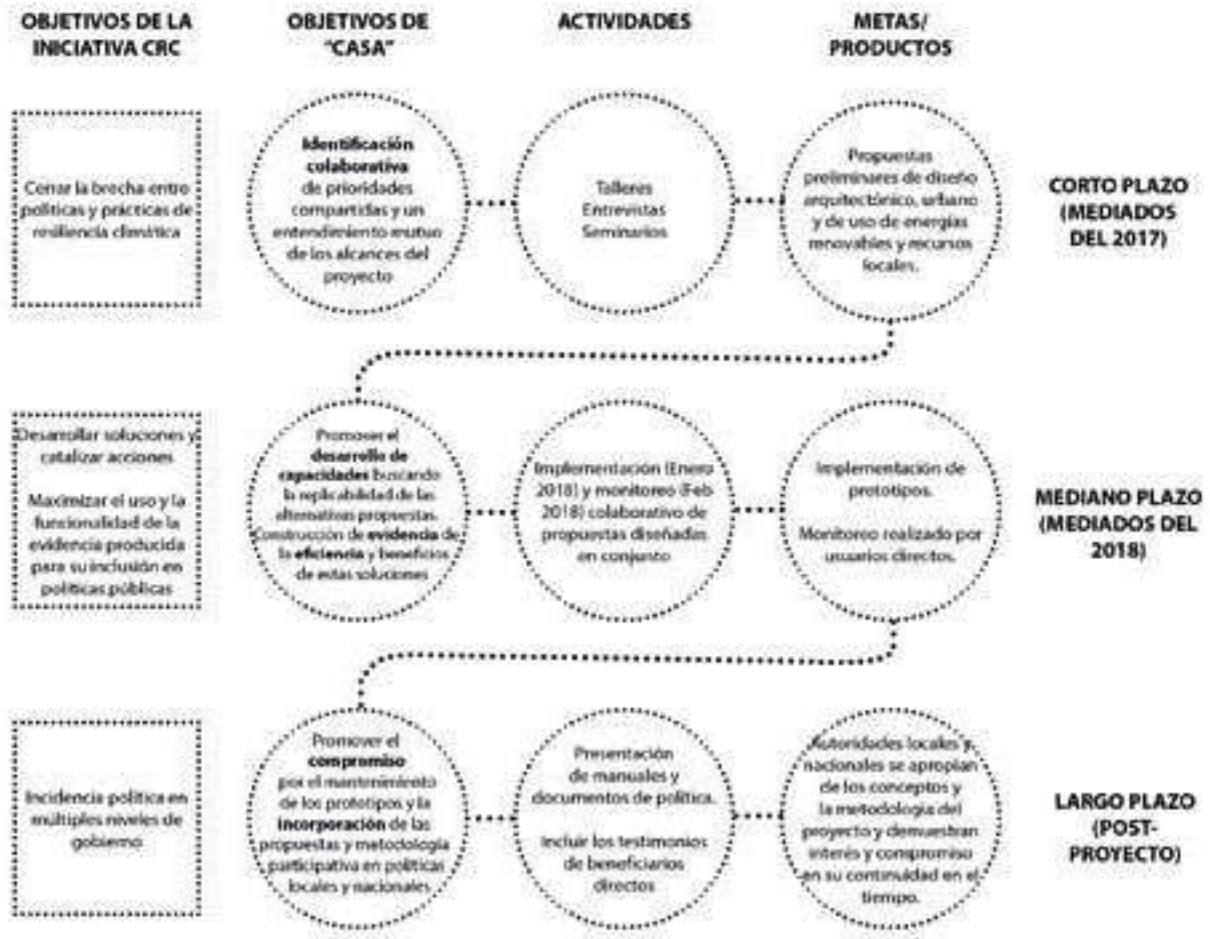 OBJETIVOS DE LA
INICIATIVA CRC
OBJETIVOS DE
"CASA"
ACTIVIDADES
METAS/
PRODUCTOS
Cerrar la brecha entre
políticas y prácticas de
resiliencia climática
Identificación
colaborativa
de prioridades
compartidas y un
entendimiento mutuo
de los alcances del
proyecto
Talleres
Entrevistas
Seminarios
Propuestas
preliminares de diseño
arquitectónico, urbano
y de uso de energías
renovables y recursos
locales.
CORTO PLAZO
(MEDIADOS
DEL 2017)
Desarrollar soluciones y
catalizar acciones
Maximizar el uso y la
funcionalidad de la
evidencia producida
para su inclusión en
políticas públicas
Promover el
desarrollo de
capacidades buscando
la replicabilidad de las
alternativas propuestas.
Construcción de evidencia de
la eficiencia y beneficios
de estas soluciones
Implementación (Enero
2018) y monitoreo (Feb
2018) colaborativo de
propuestas diseñadas
en conjunto
Implementación de
prototipos.
Monitoreo realizado por
usuarios directos.
MEDIANO PLAZO
(MEDIADOS DEL
2018)
Incidencia política en
múltiples niveles de
gobierno
Promover el
compromiso
por el mantenimiento
de los prototipos y la
incorporación de las
propuestas y metodología
participativa en políticas
locales y nacionales
Presentación
de manuales y
documentos de política.
Incluir los testimonios
de beneficiarios
directos
Autoridades locales y
nacionales se apropian
de los conceptos y
la metodología del
proyecto y demuestran
interés y compromiso
en su continuidad en el
tiempo.
LARGO PLAZO
(POST-
PROYECTO)